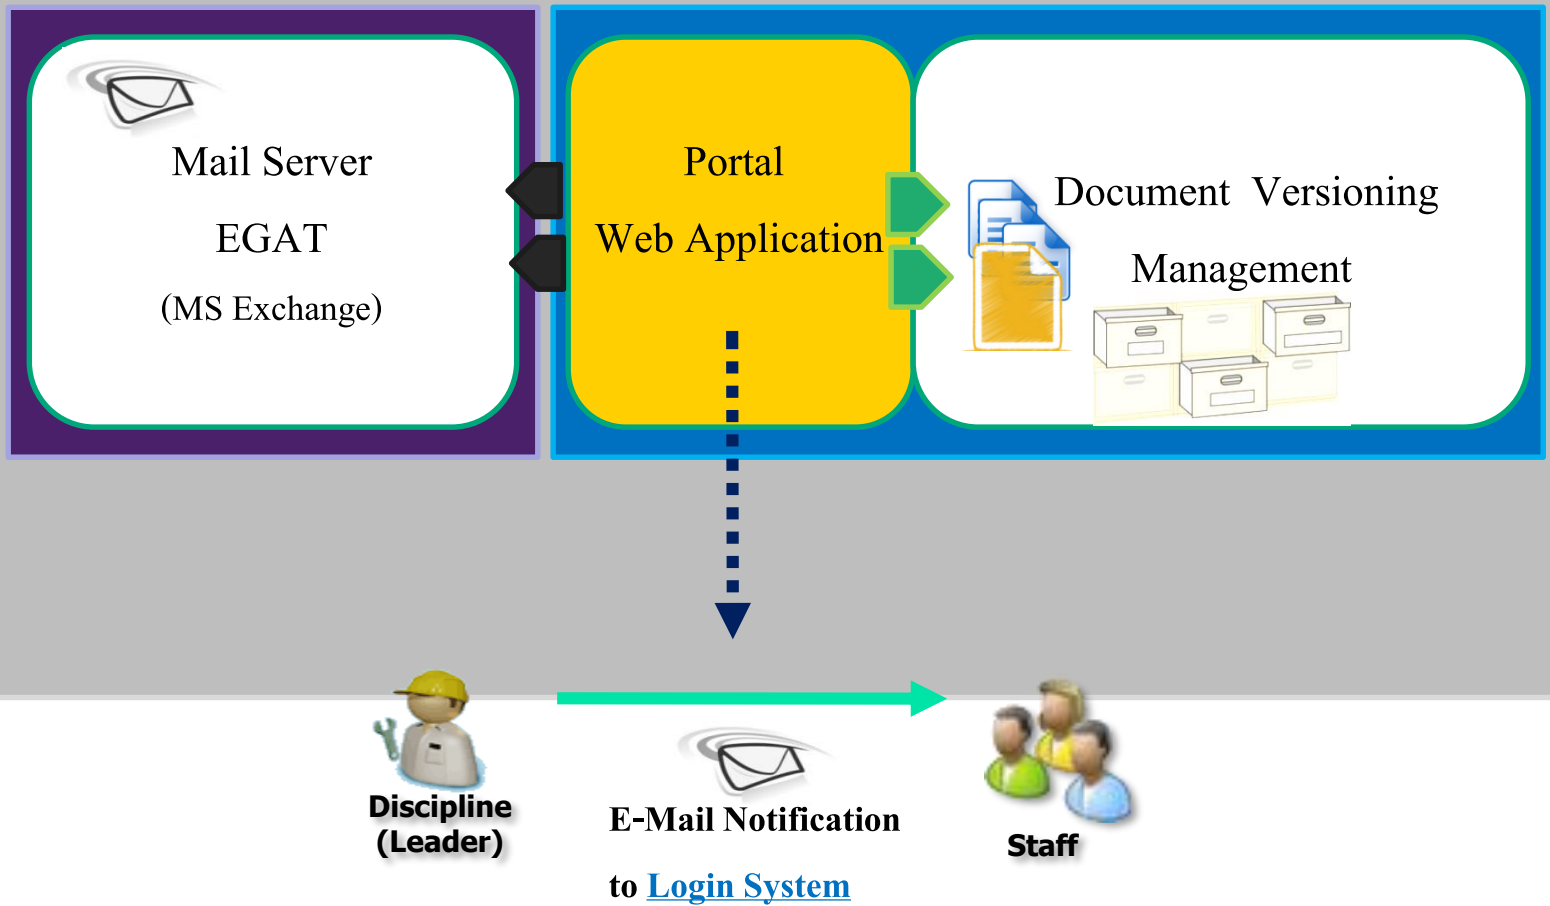 Mail Server
EGAT
(MS Exchange)
Portal
Web Application
Document Versioning
Management
Discipline
(Leader)
E-Mail Notification
to Login System
Staff